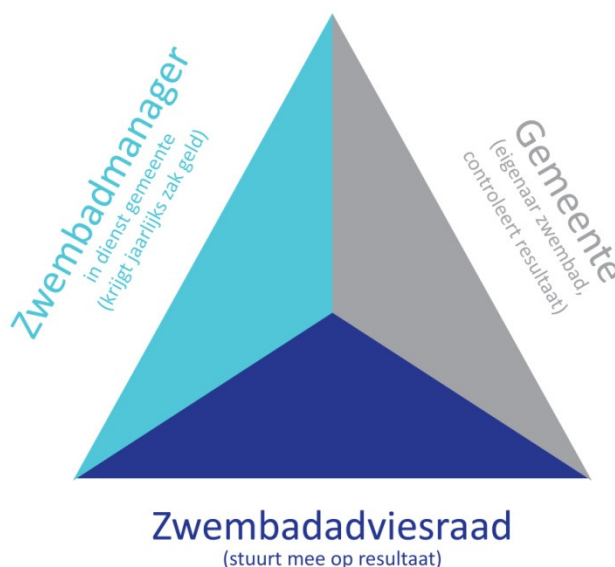 Zwembadmanager
in dienst gemeente
(krijgt jaarlijks zak geld)
Gemeente
(eigenaar zwembad,
controleert resultaat)
Zwembadadviesraad
(stuurt mee op resultaat)